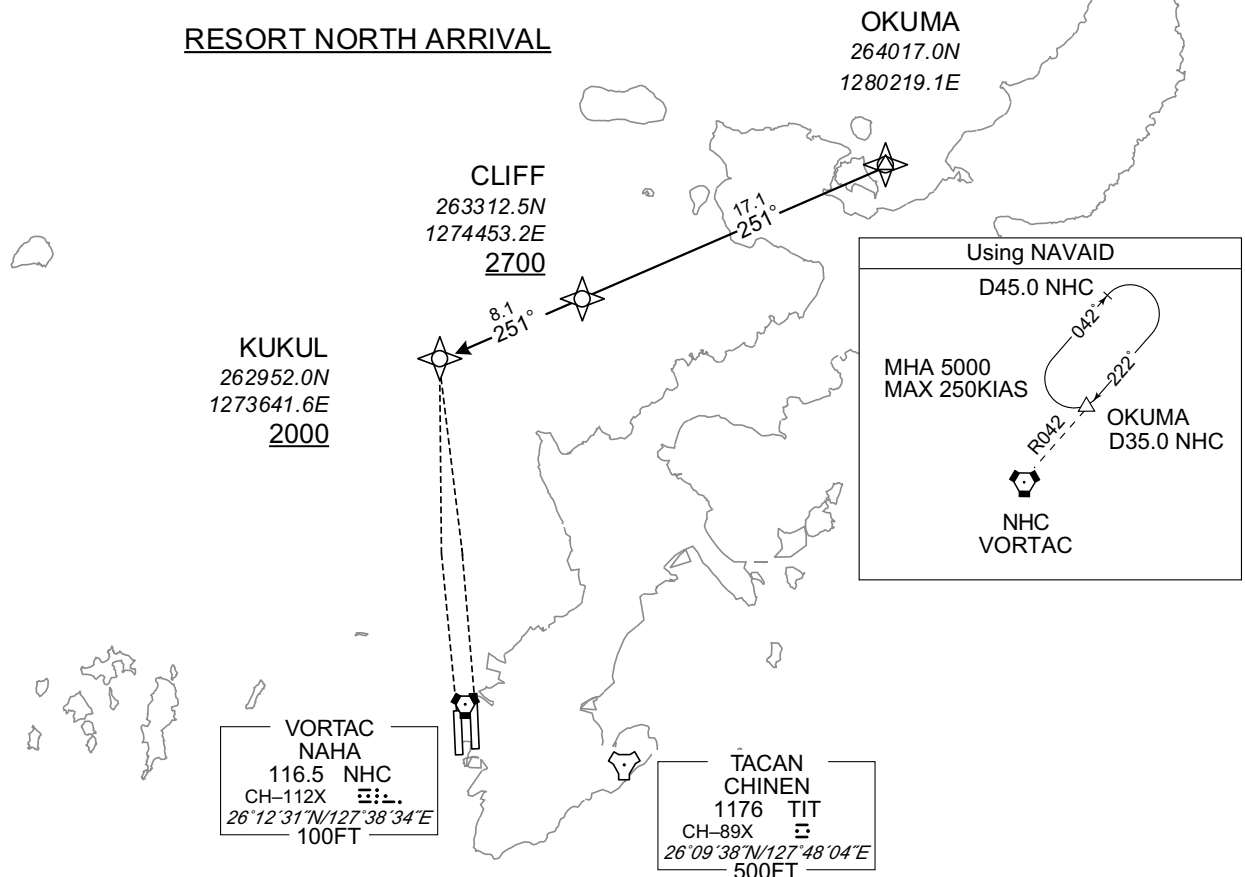 RESORT NORTH ARRIVAL
OKUMA
264017.0N
1280219.1E
CLIFF
263312.5N
1274453.2E
2700
17.1
251°
8.1
251°
KUKUL
262952.0N
1273641.6E
2000
Using NAVAID
D45.0 NHC
042°
222°
MHA 5000
MAX 250KIAS
OKUMA
D35.0 NHC
R042
NHC
VORTAC
VORTAC
NAHA
116.5 NHC
CH–112X
26°12′31″N/127°38′34″E
100FT
TACAN
CHINEN
1176 TIT
CH–89X
26°09′38″N/127°48′04″E
500FT